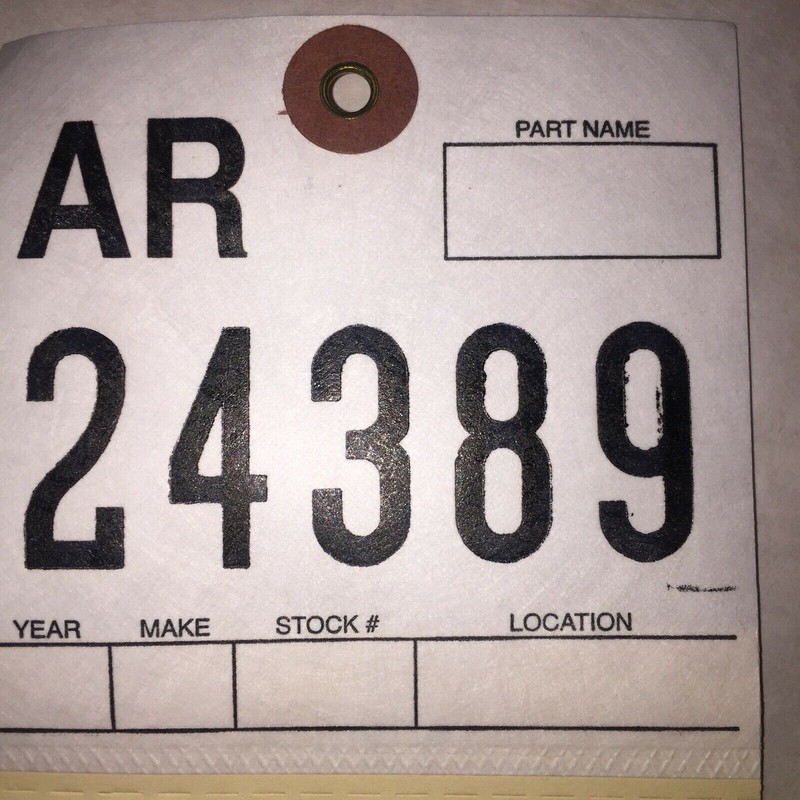 AR
PART NAME
24389
YEAR MAKE STOCK # LOCATION